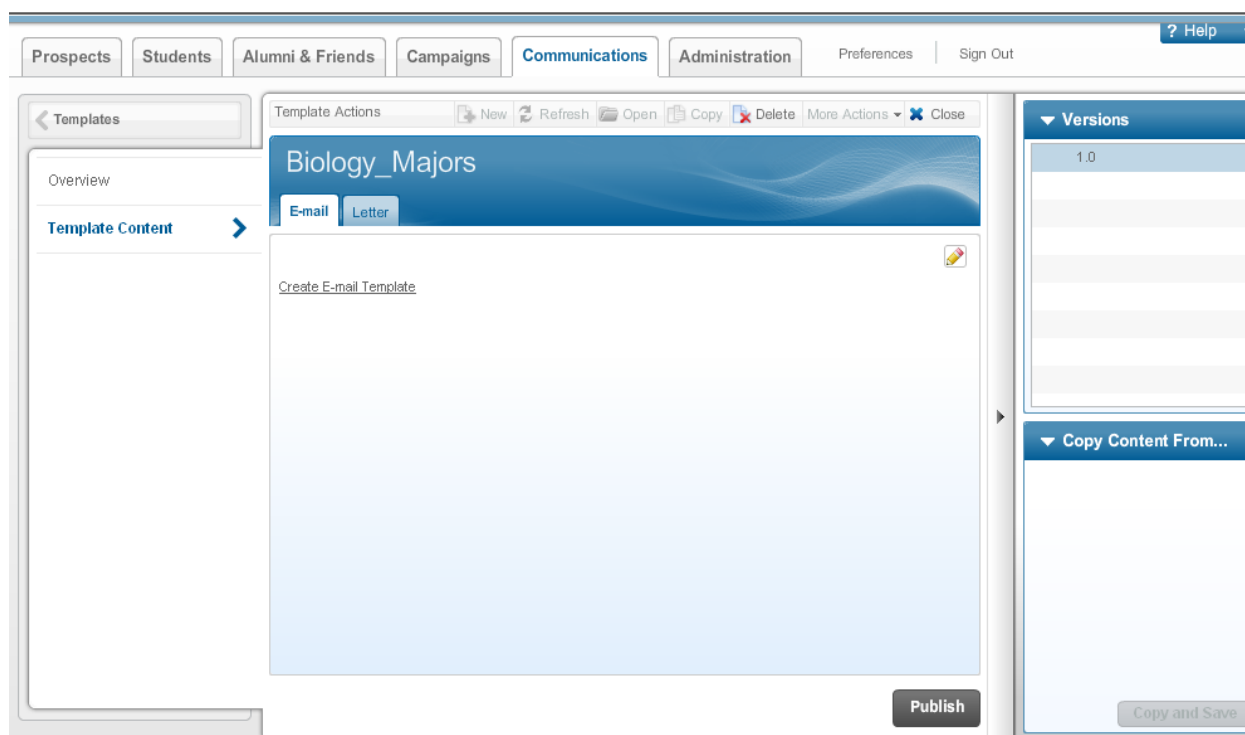 ? Help
Prospects Students Alumni & Friends Campaigns Communications Administration Preferences Sign Out
Templates
Overview
Template Content
Template Actions New Refresh Open Copy Delete More Actions Close
Biology_Majors
E-mail Letter
Create E-mail Template
Publish
Versions
1.0
Copy Content From...
Copy and Save